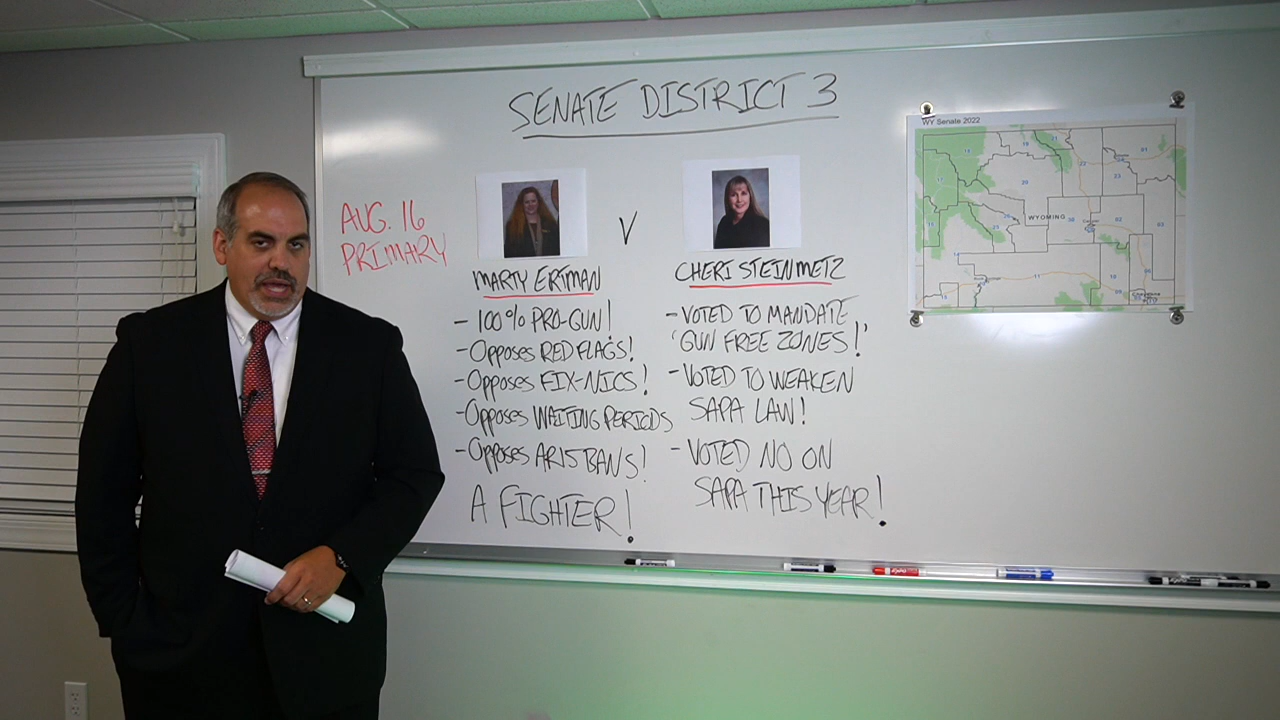 SENATE DISTRICT 3
AUG. 16
PRIMARY
V
MARTY ERTMAN
- 100% PRO-GUN!
- OPPOSES RED FLAGS!
- OPPOSES FIX-NICS!
- OPPOSES WAITING PERIODS
- OPPOSES AR15 BANS!
A FIGHTER!
CHERI STEINMETZ
- VOTED TO MANDATE
'GUN FREE ZONES!'
- VOTED TO WEAKEN
SAPA LAW!
- VOTED NO ON
SAPA THIS YEAR!
WY Senate 2022
WYOMING